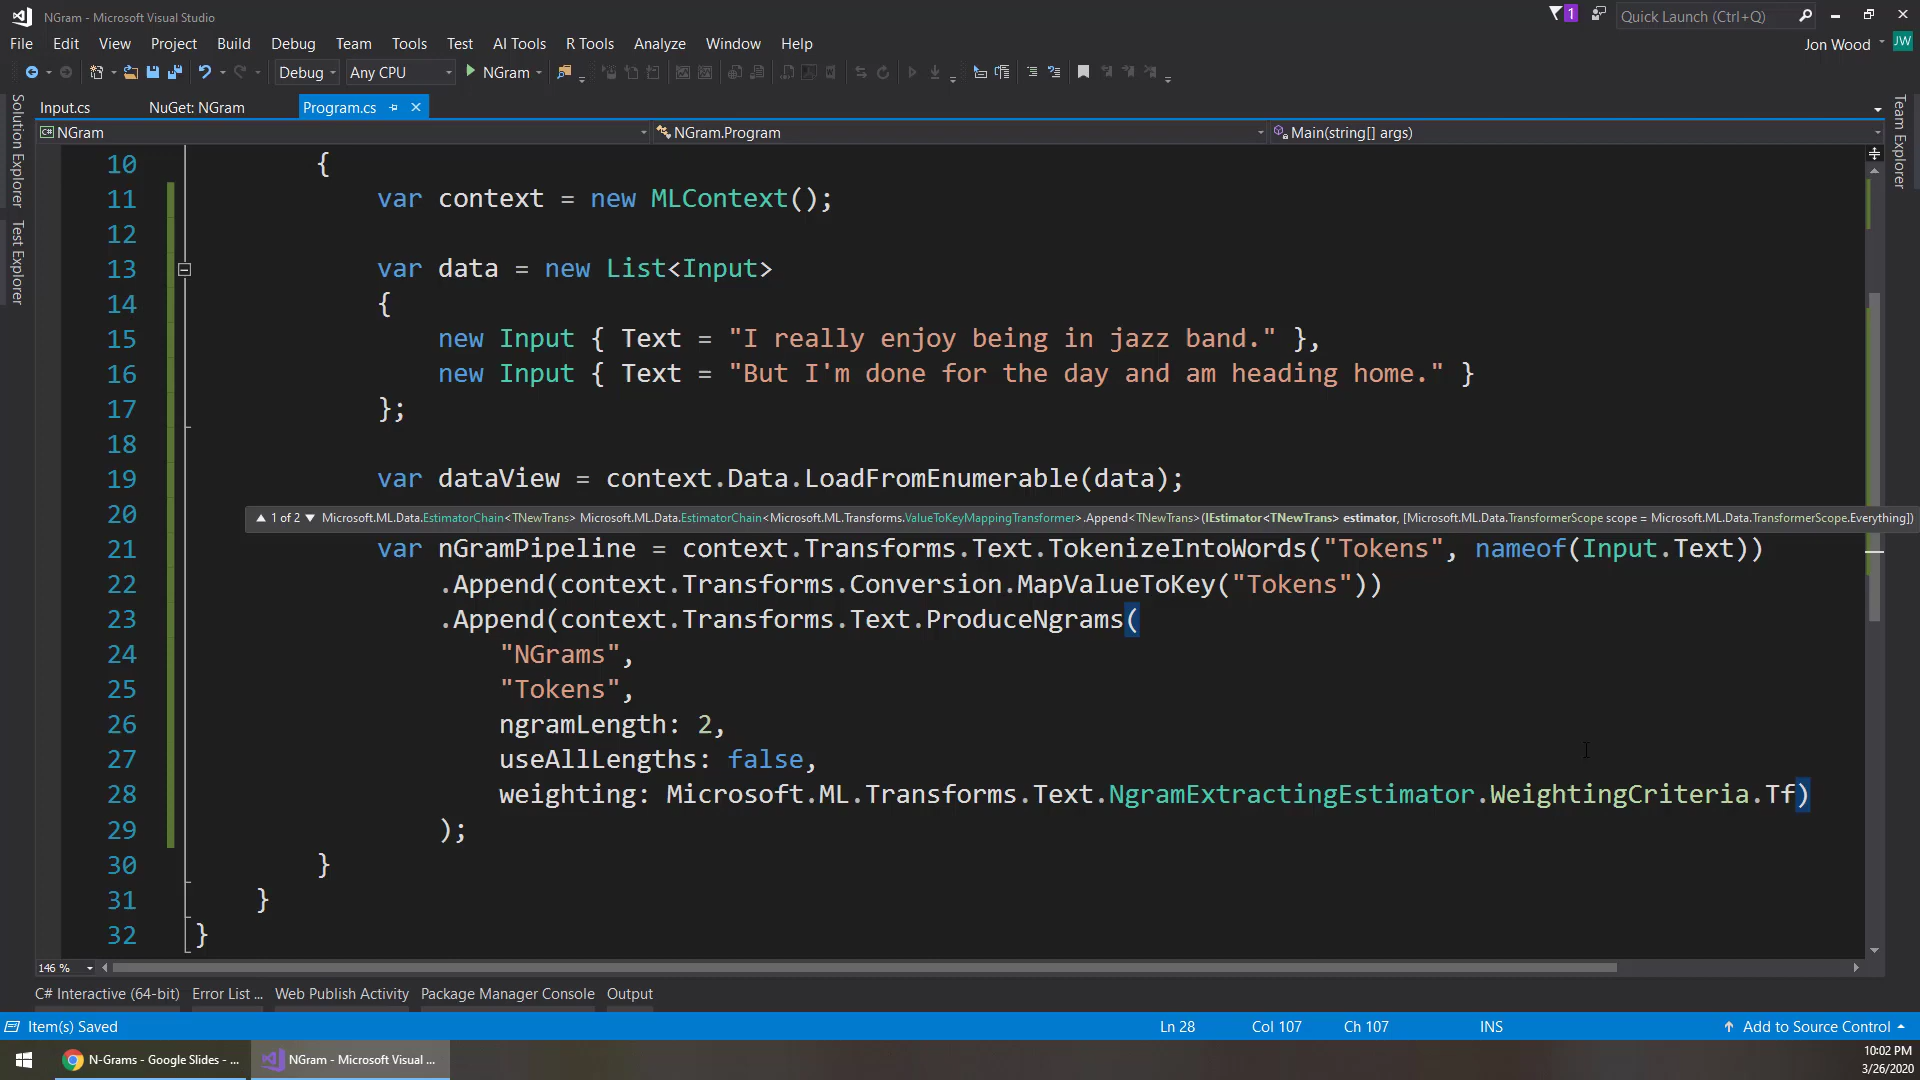 NGram - Microsoft Visual Studio
1
Quick Launch (Ctrl+Q)
File Edit View Project Build Debug Team Tools Test AI Tools R Tools Analyze Window Help
Jon Wood
JW
Debug Any CPU NGram
Input.cs NuGet: NGram Program.cs
NGram NGram.Program Main(string[] args)
Solution Explorer
Test Explorer
Team Explorer
10 {
11 var context = new MLContext();
12
13 var data = new List<Input>
14 {
15 new Input { Text = "I really enjoy being in jazz band." },
16 new Input { Text = "But I'm done for the day and am heading home." }
17 };
18
19 var dataView = context.Data.LoadFromEnumerable(data);
20
▲ 1 of 2 ▼ Microsoft.ML.Data.EstimatorChain<TNewTrans> Microsoft.ML.Data.EstimatorChain<Microsoft.ML.Transforms.ValueToKeyMappingTransformer>.Append<TNewTrans>(IEstimator<TNewTrans> estimator, [Microsoft.ML.Data.TransformerScope scope = Microsoft.ML.Data.TransformerScope.Everything])
21 var nGramPipeline = context.Transforms.Text.TokenizeIntoWords("Tokens", nameof(Input.Text))
22 .Append(context.Transforms.Conversion.MapValueToKey("Tokens"))
23 .Append(context.Transforms.Text.ProduceNgrams(
24 "NGrams",
25 "Tokens",
26 ngramLength: 2,
27 useAllLengths: false,
28 weighting: Microsoft.ML.Transforms.Text.NgramExtractingEstimator.WeightingCriteria.Tf)
29 );
30 }
31 }
32 }
146 %
C# Interactive (64-bit) Error List ... Web Publish Activity Package Manager Console Output
Item(s) Saved Ln 28 Col 107 Ch 107 INS Add to Source Control
N-Grams - Google Slides - ... NGram - Microsoft Visual ...
10:02 PM
3/26/2020